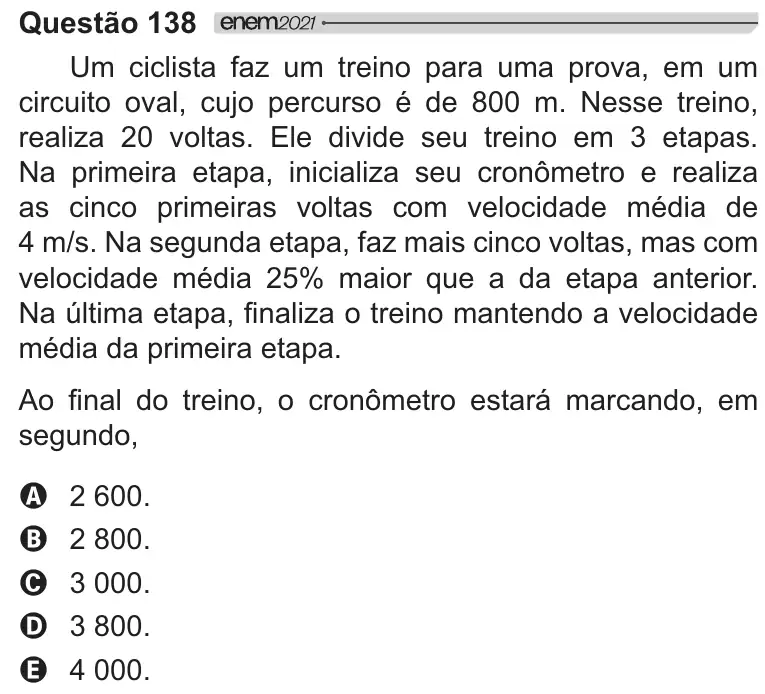 Questão 138 enem2021
Um ciclista faz um treino para uma prova, em um
circuito oval, cujo percurso é de 800 m. Nesse treino,
realiza 20 voltas. Ele divide seu treino em 3 etapas.
Na primeira etapa, inicializa seu cronômetro e realiza
as cinco primeiras voltas com velocidade média de
4 m/s. Na segunda etapa, faz mais cinco voltas, mas com
velocidade média 25% maior que a da etapa anterior.
Na última etapa, finaliza o treino mantendo a velocidade
média da primeira etapa.
Ao final do treino, o cronômetro estará marcando, em
segundo,
A 2 600.
B 2 800.
C 3 000.
D 3 800.
E 4 000.